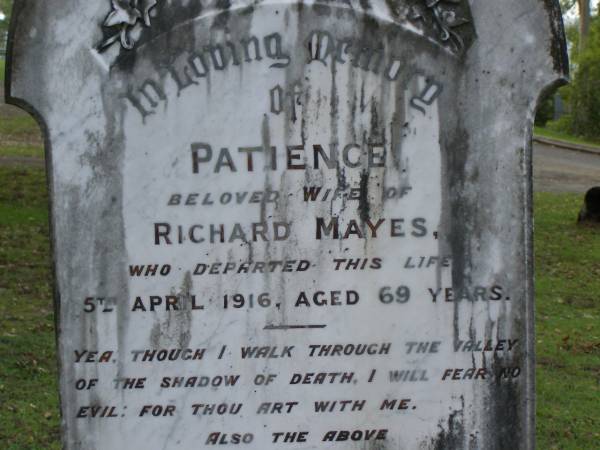 In Loving Memory
of
PATIENCE
BELOVED WIFE OF
RICHARD MAYES,
WHO DEPARTED THIS LIFE
5TH APRIL 1916, AGED 69 YEARS.
YEA, THOUGH I WALK THROUGH THE VALLEY
OF THE SHADOW OF DEATH, I WILL FEAR NO
EVIL: FOR THOU ART WITH ME.
ALSO THE ABOVE